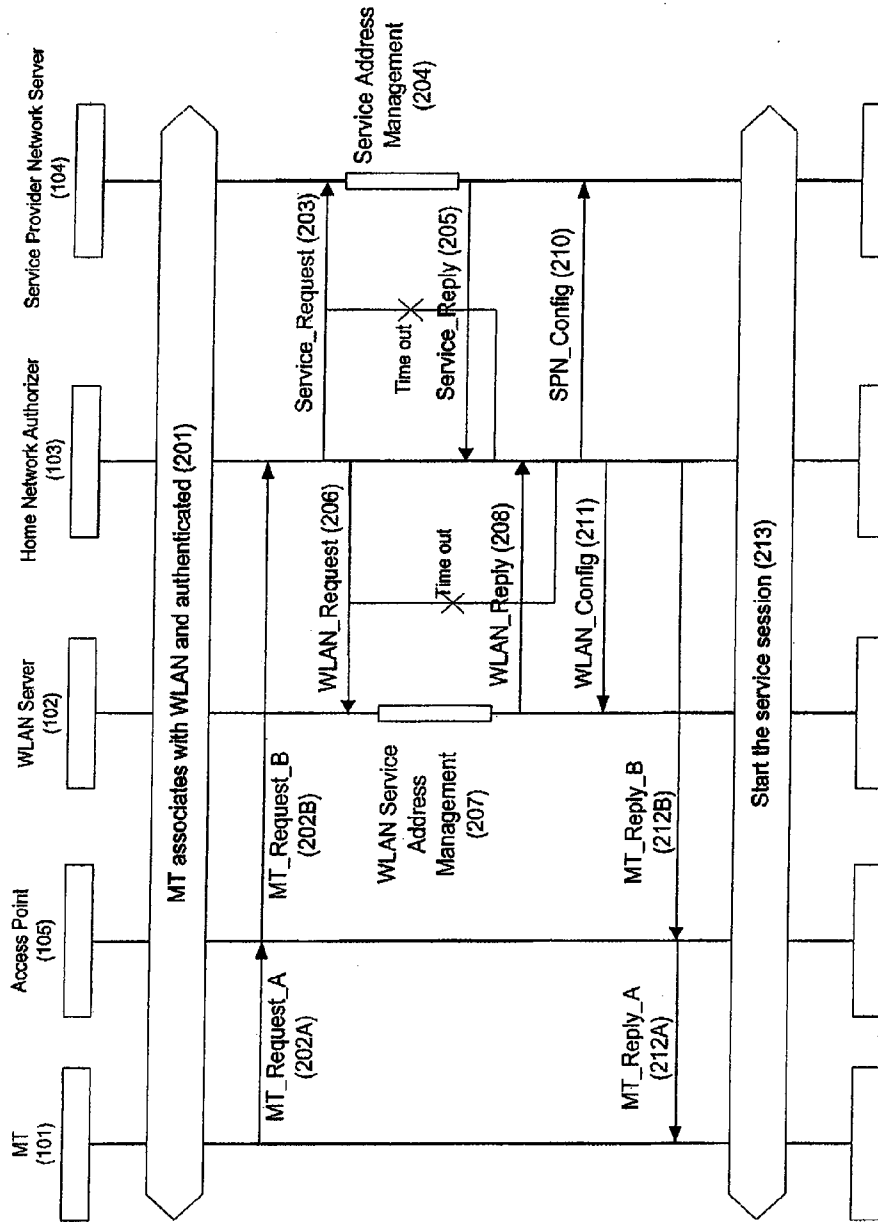 MT
(101)
Access Point
(105)
WLAN Server
(102)
Home Network Authorizer
(103)
Service Provider Network Server
(104)
MT associates with WLAN and authenticated (201)
MT_Request_A
(202A)
MT_Request_B
(202B)
Service_Request (203)
Service Address
Management
(204)
Time out
Service_Reply (205)
WLAN_Request (206)
WLAN Service
Address
Management
(207)
Time out
WLAN_Reply (208)
SPN_Config (210)
WLAN_Config (211)
MT_Reply_B
(212B)
MT_Reply_A
(212A)
Start the service session (213)